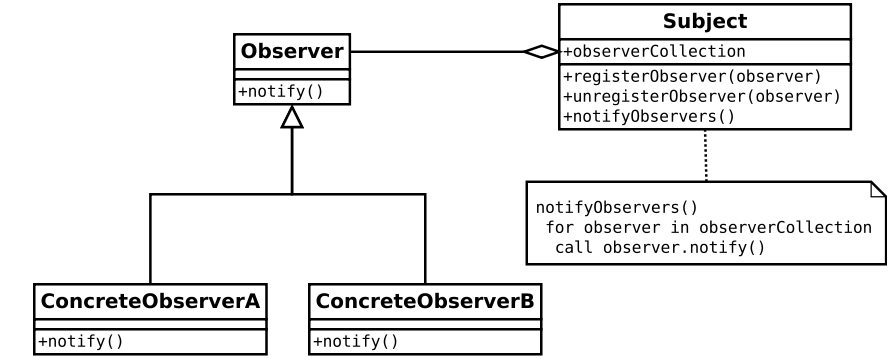 Subject
+observerCollection
+registerObserver(observer)
+unregisterObserver(observer)
+notifyObservers()
Observer
+notify()
notifyObservers()
for observer in observerCollection
call observer.notify()
ConcreteObserverA
+notify()
ConcreteObserverB
+notify()